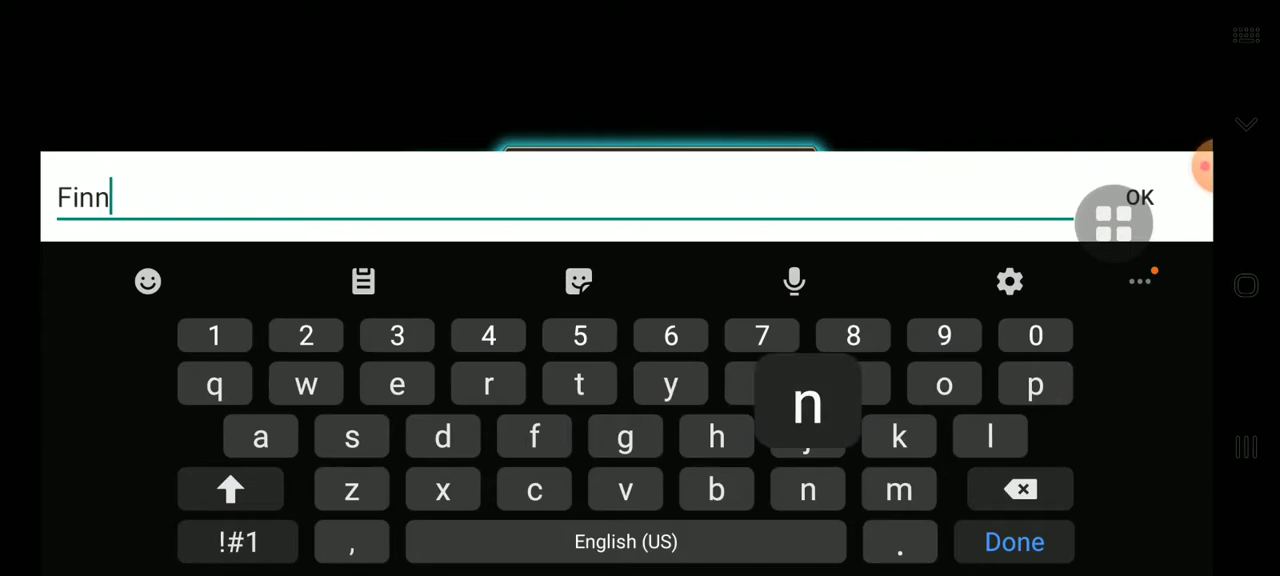 Finn
OK
1 2 3 4 5 6 7 8 9 0
q w e r t y o p
n
a s d f g h k l
z x c v b n m
!#1 , English (US) . Done